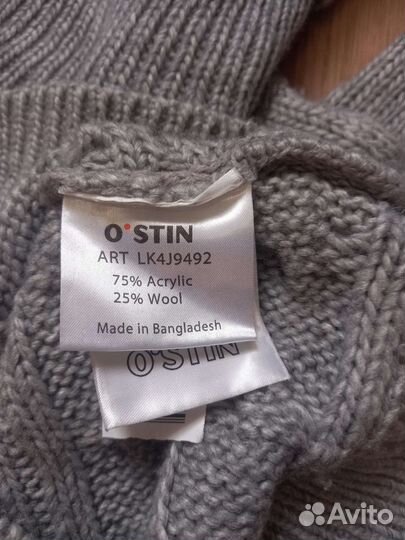 O'STIN
ART LK4J9492
75% Acrylic
25% Wool
Made in Bangladesh
O'STIN
Avito